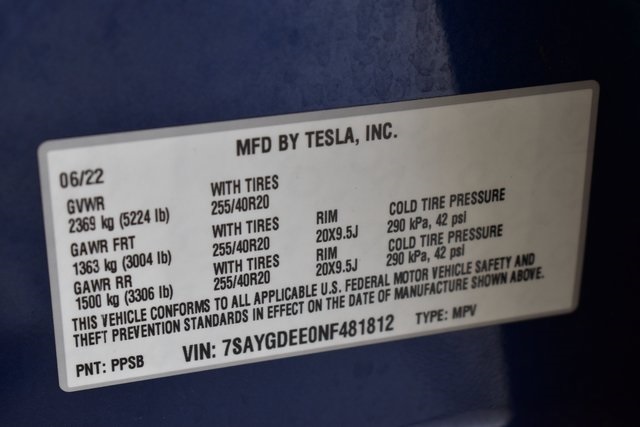 MFD BY TESLA, INC.
06/22
GVWR WITH TIRES
2369 kg (5224 lb) 255/40R20
GAWR FRT WITH TIRES RIM COLD TIRE PRESSURE
1363 kg (3004 lb) 255/40R20 20X9.5J 290 kPa, 42 psi
GAWR RR WITH TIRES RIM COLD TIRE PRESSURE
1500 kg (3306 lb) 255/40R20 20X9.5J 290 kPa, 42 psi
THIS VEHICLE CONFORMS TO ALL APPLICABLE U.S. FEDERAL MOTOR VEHICLE SAFETY AND
THEFT PREVENTION STANDARDS IN EFFECT ON THE DATE OF MANUFACTURE SHOWN ABOVE.
PNT: PPSB VIN: 7SAYGDEE0NF481812 TYPE: MPV